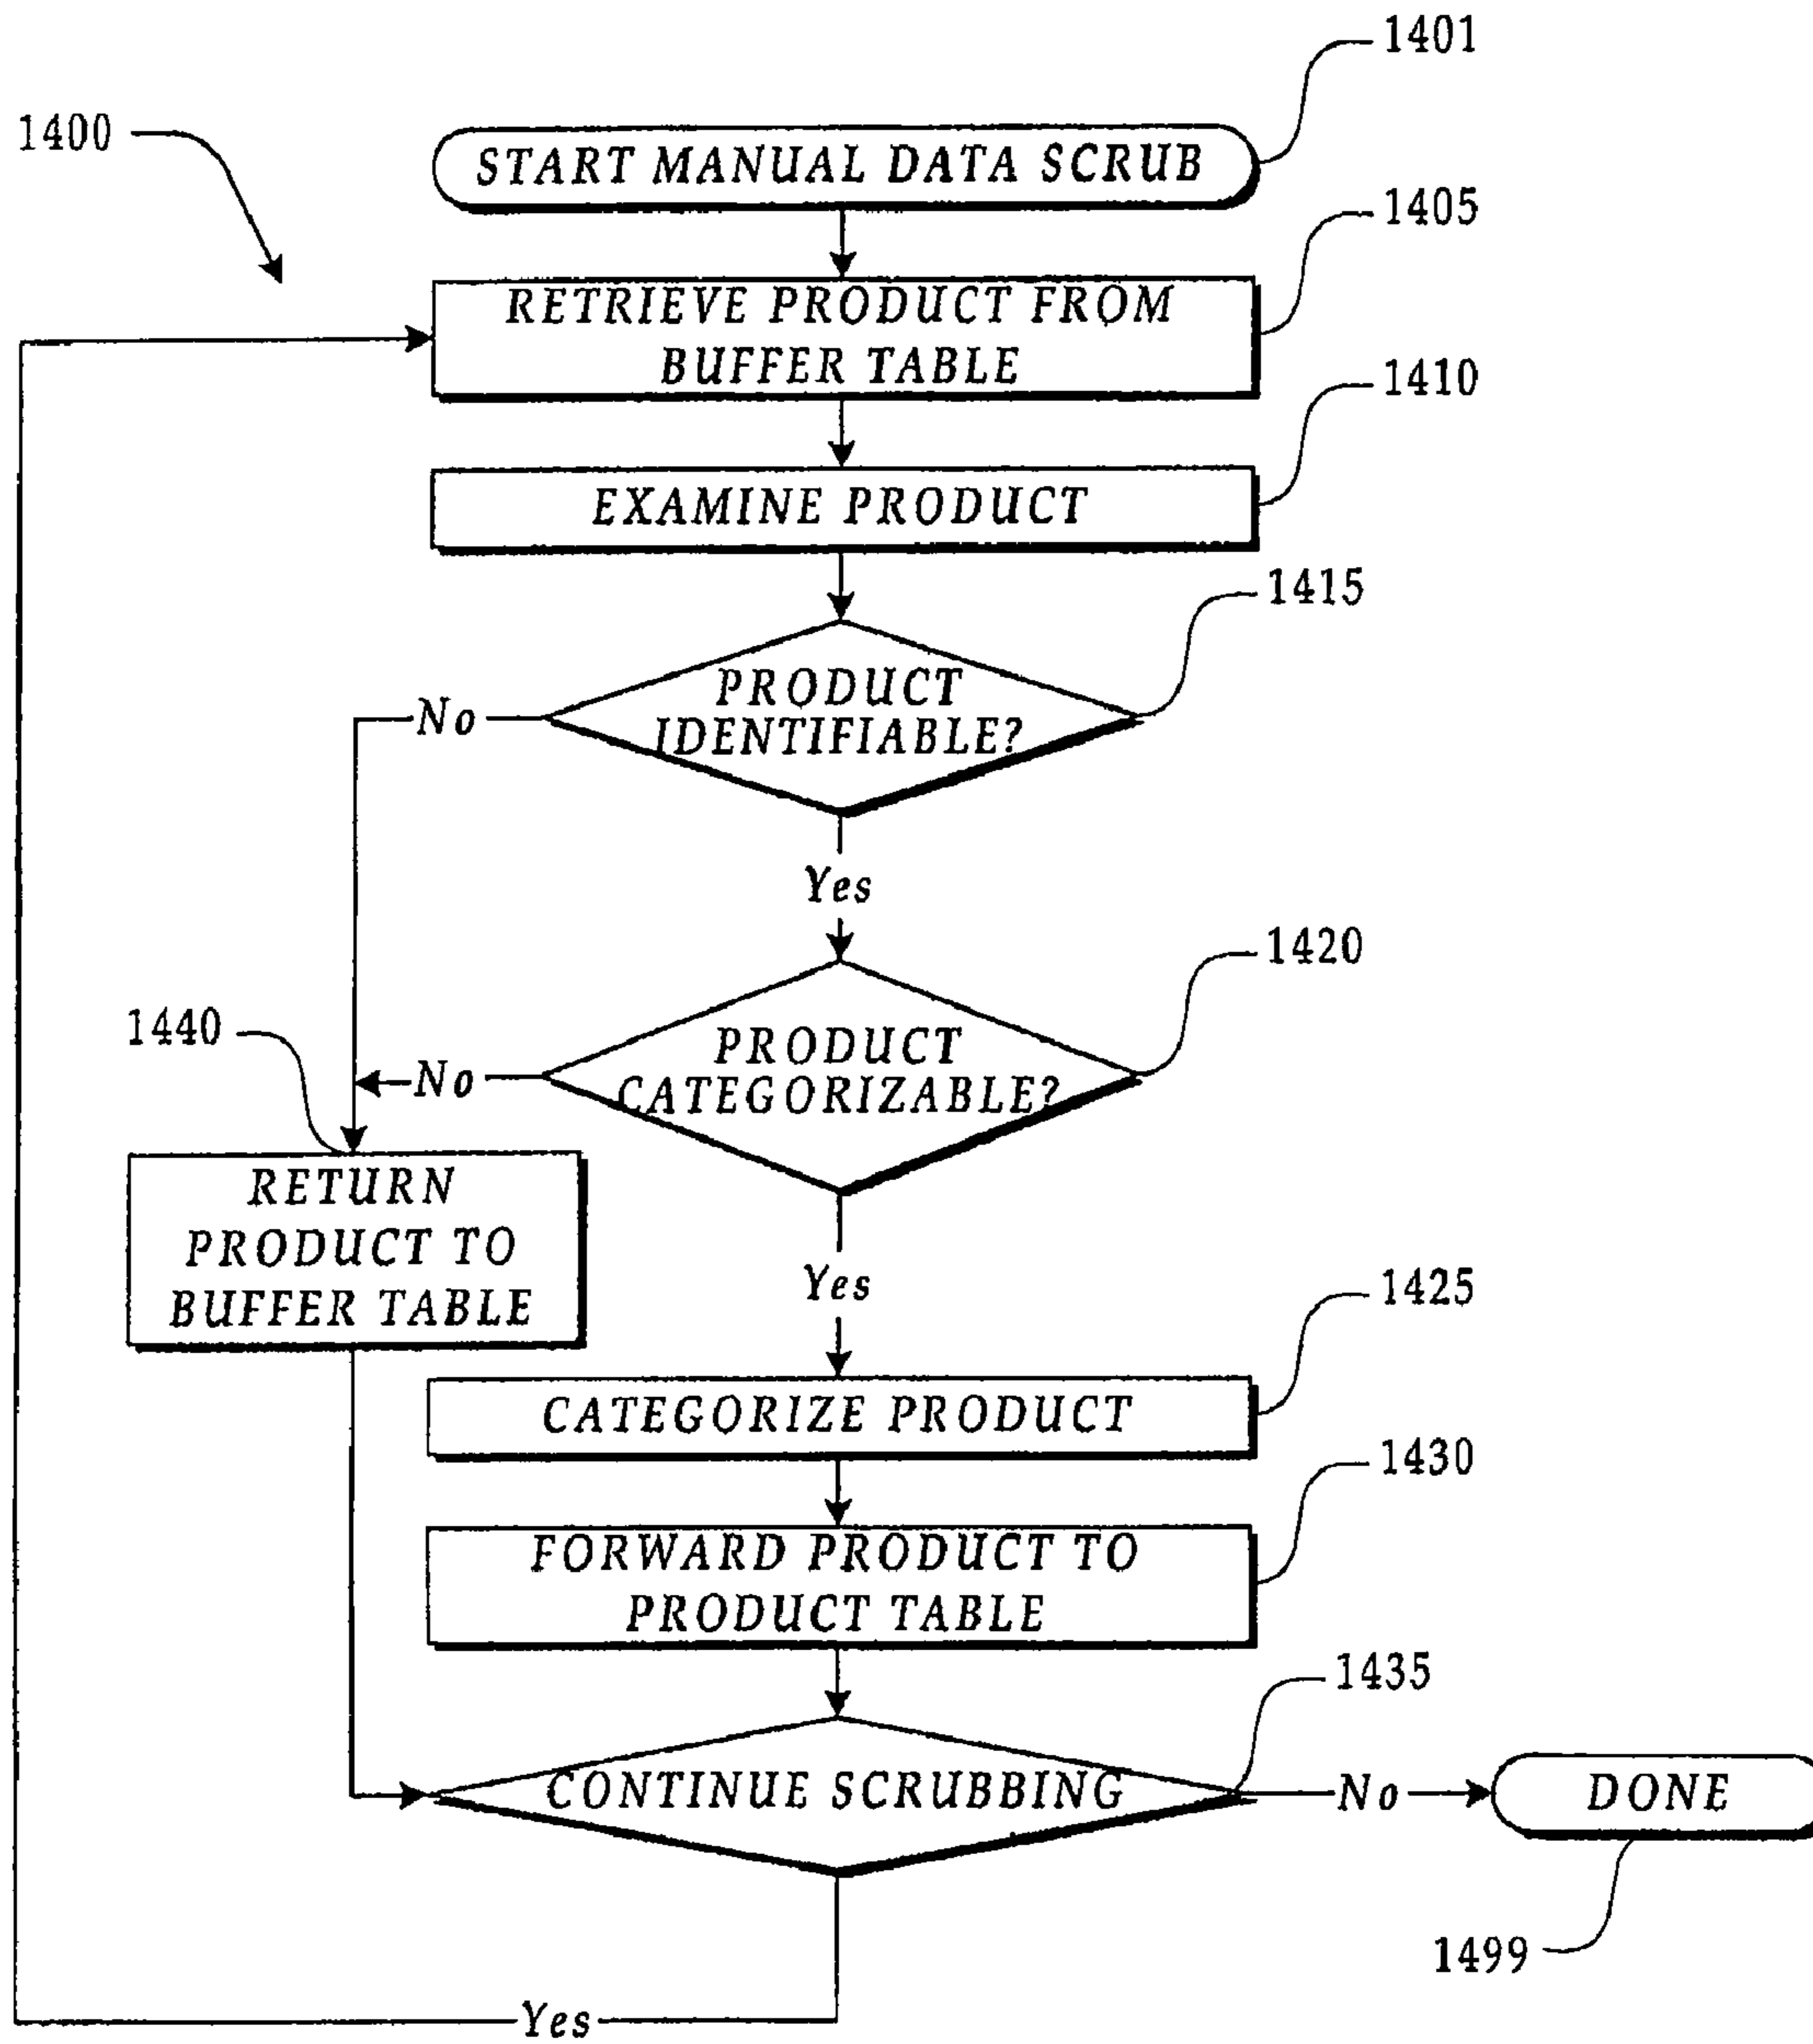 1401
1400
START MANUAL DATA SCRUB
1405
RETRIEVE PRODUCT FROM
BUFFER TABLE
1410
EXAMINE PRODUCT
1415
PRODUCT
IDENTIFIABLE?
No
Yes
1420
1440
PRODUCT
CATEGORIZABLE?
No
RETURN
PRODUCT TO
BUFFER TABLE
Yes
1425
CATEGORIZE PRODUCT
1430
FORWARD PRODUCT TO
PRODUCT TABLE
1435
CONTINUE SCRUBBING
No
DONE
1499
Yes